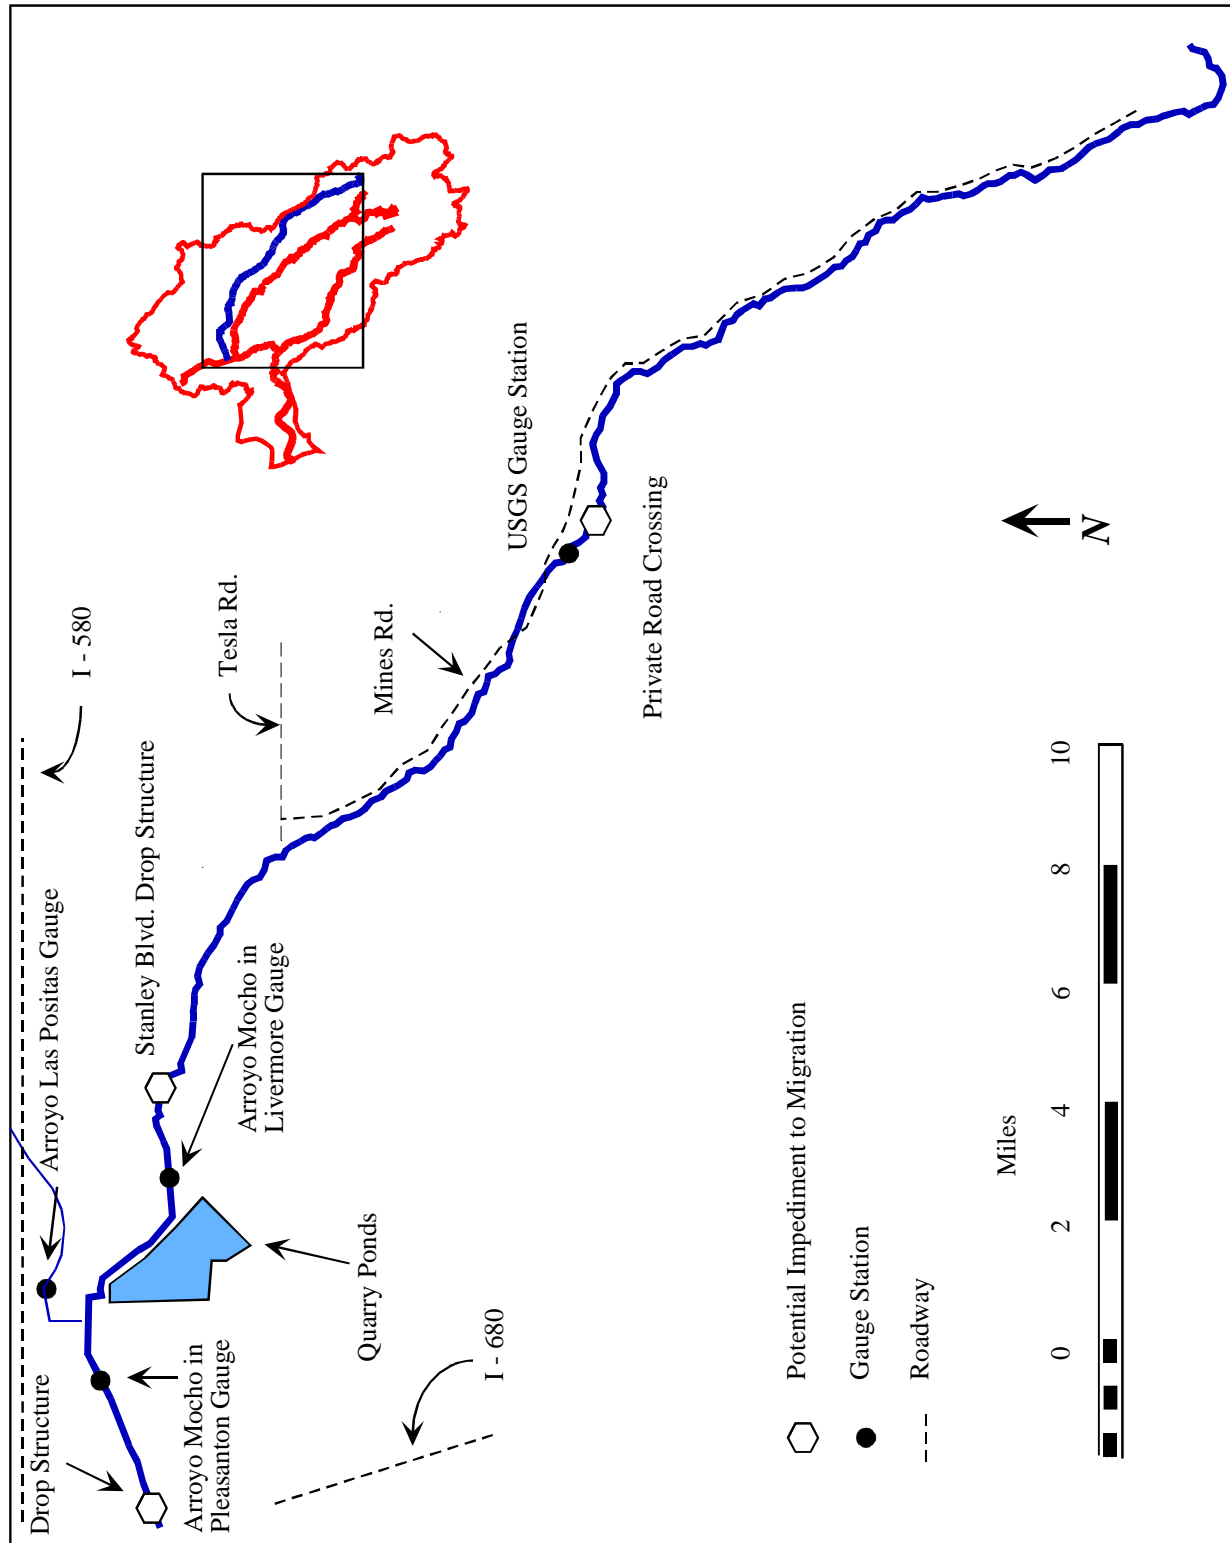 I - 580
Arroyo Las Positas Gauge
Drop Structure
Stanley Blvd. Drop Structure
Tesla Rd.
Arroyo Mocho in
Pleasanton Gauge
Arroyo Mocho in
Livermore Gauge
Mines Rd.
USGS Gauge Station
Quarry Ponds
I - 680
Private Road Crossing
Potential Impediment to Migration
Gauge Station
Roadway
N
Miles
0 2 4 6 8 10